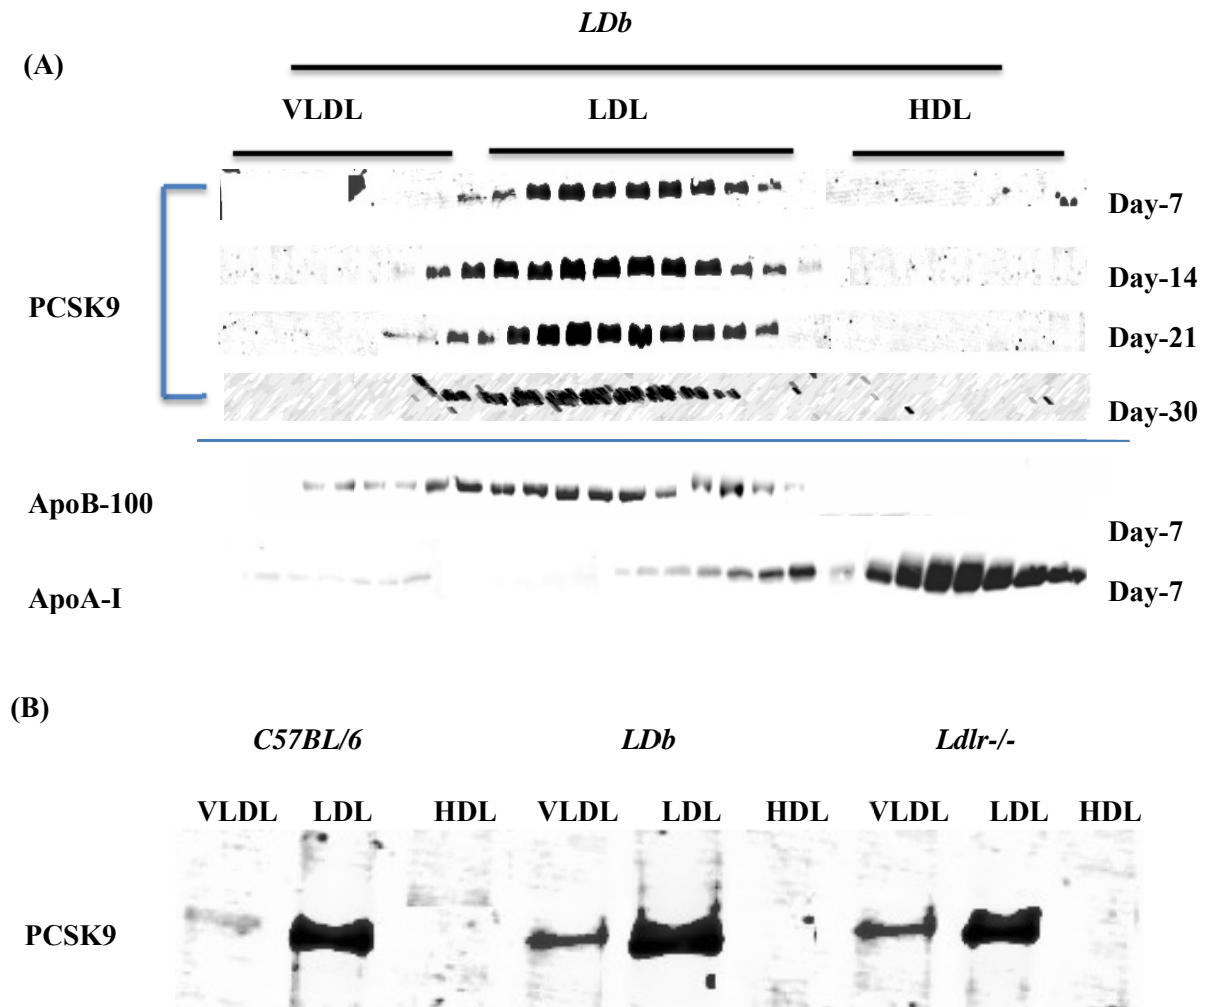 LDb
(A)
VLDL LDL HDL
Day-7
Day-14
PCSK9
Day-21
Day-30
ApoB-100
Day-7
ApoA-I
Day-7
(B)
C57BL/6 LDb Ldlr-/-
VLDL LDL HDL VLDL LDL HDL VLDL LDL HDL
PCSK9